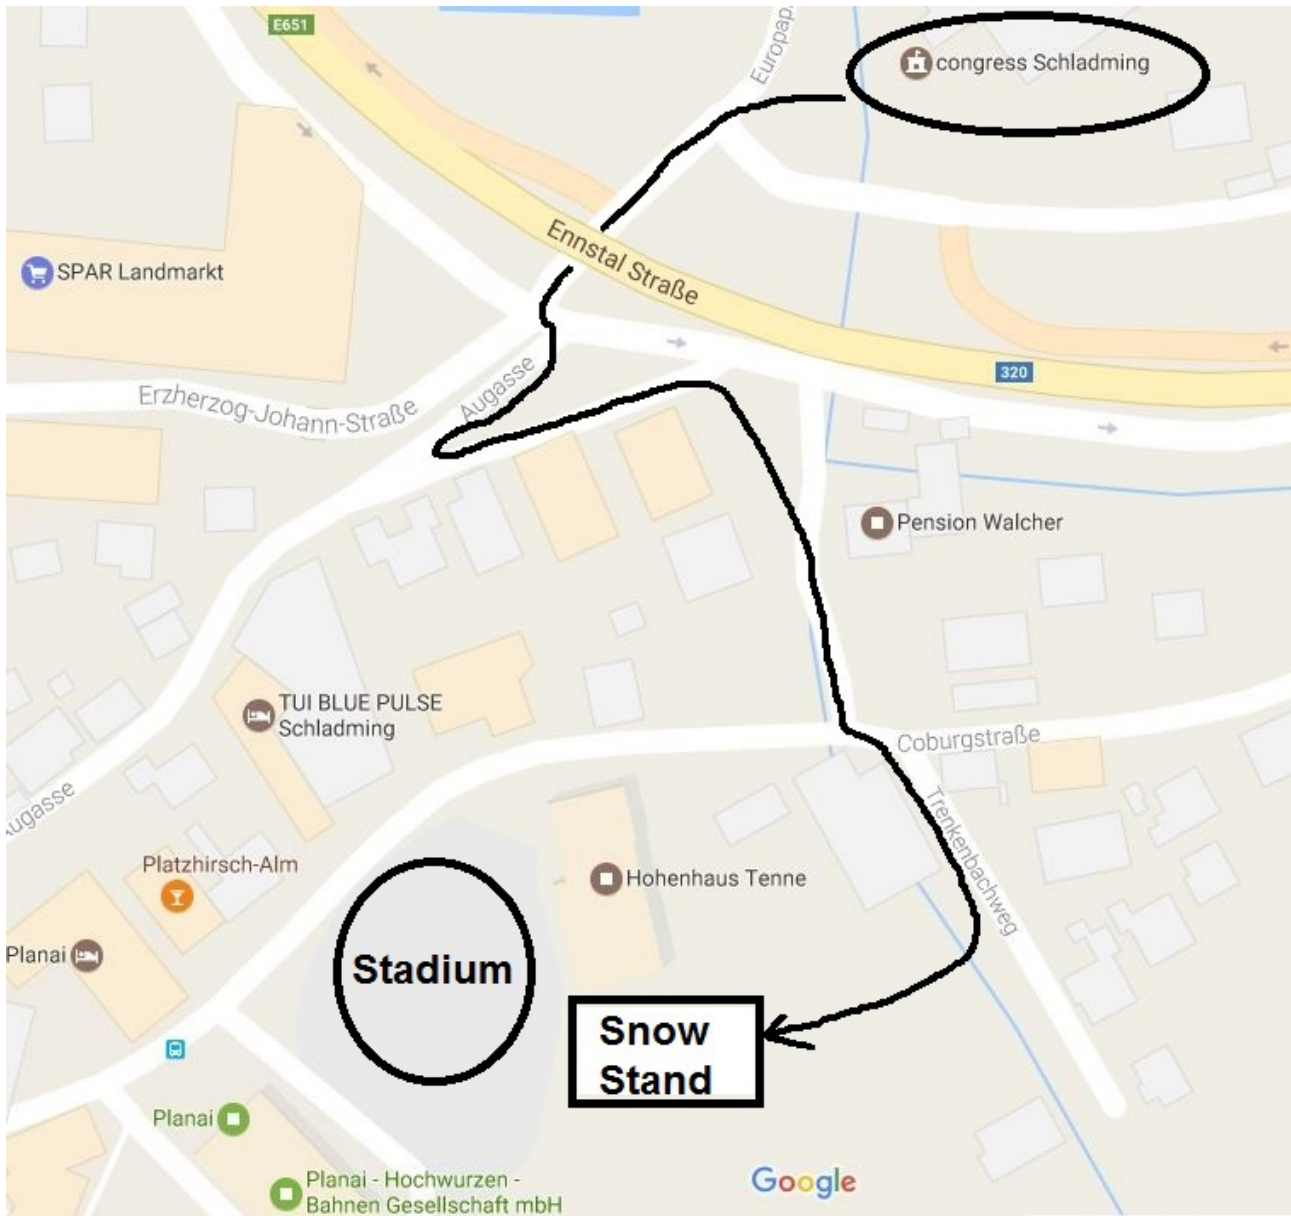 E651
Europap.
congress Schladming
SPAR Landmarkt
Ennstal Straße
320
Augasse
Erzherzog-Johann-Straße
Pension Walcher
TUI BLUE PULSE
Schladming
Coburgstraße
Augasse
Trenkenbachweg
Platzhirsch-Alm
Hohenhaus Tenne
Planai
Stadium
Snow
Stand
Planai
Planai - Hochwurzen -
Bahnen Gesellschaft mbH
Google